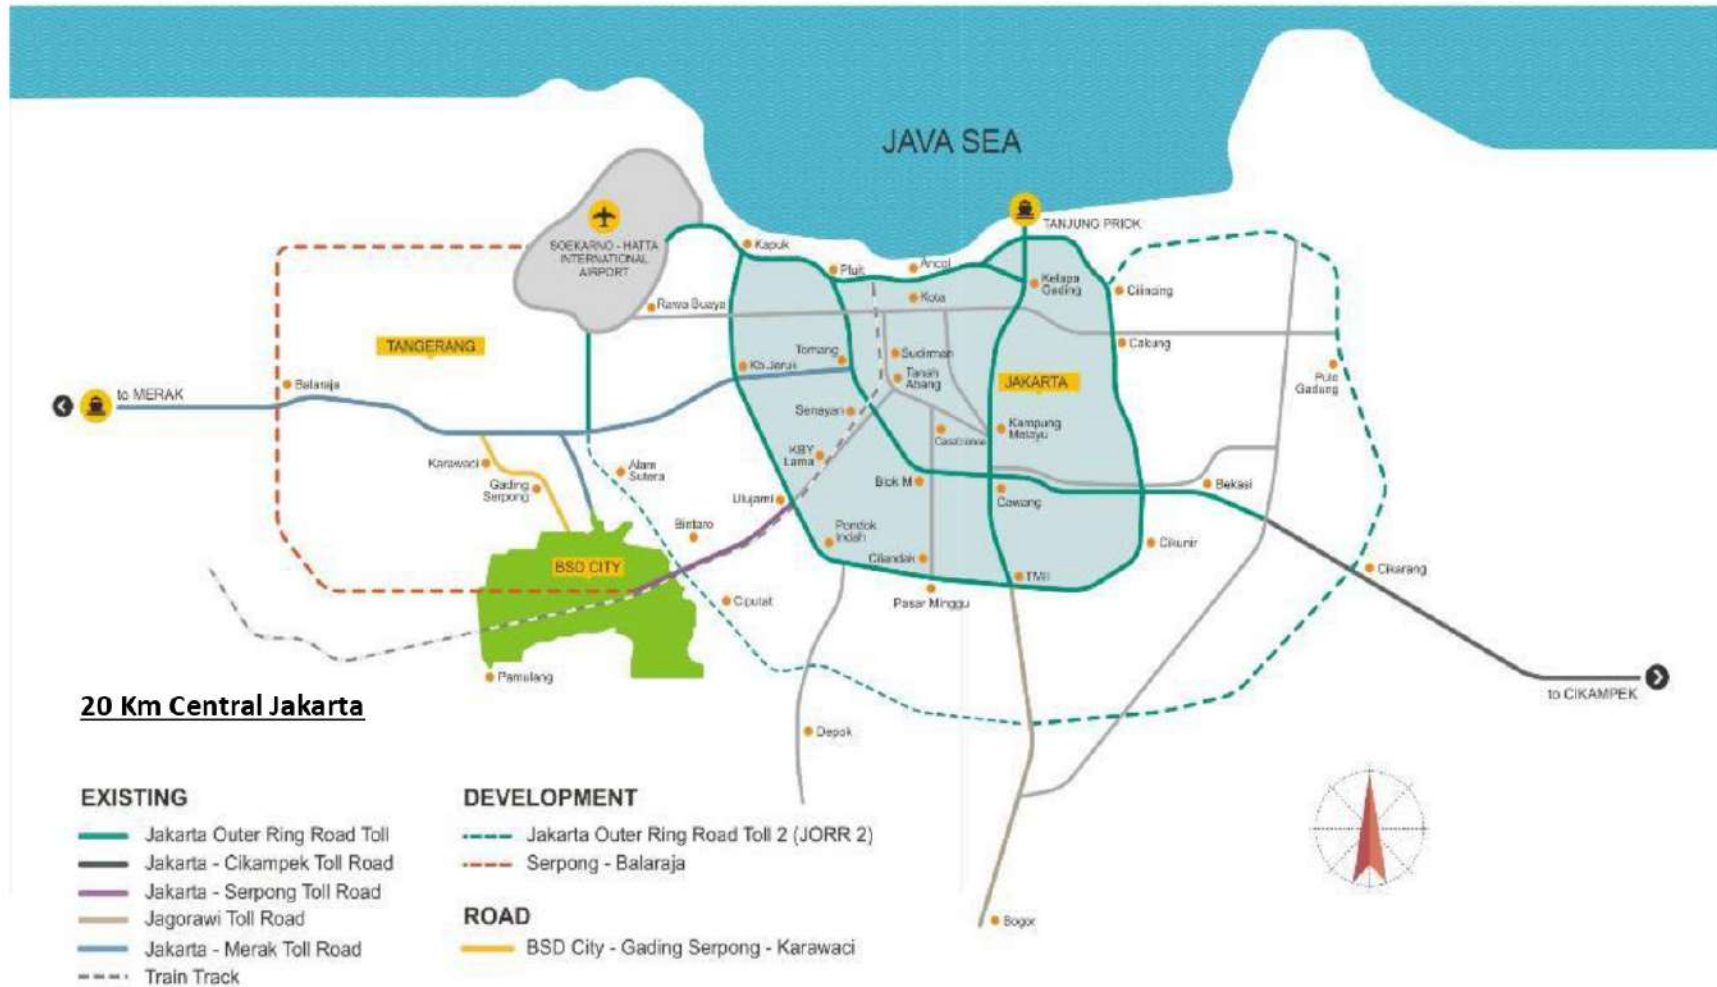 JAVA SEA
TANJUNG PRIOK
SOEKARNO - HATTA
INTERNATIONAL
AIRPORT
Kapuk
Pluit
Ancol
Kelapa
Gading
Cilincing
Rawa Buaya
Kota
TANGERANG
Tomang
Sudirman
Cakung
Kb Jeruk
Tanah
Abang
JAKARTA
Pulo
Gadung
to MERAK
Balaraja
Senayan
Casablanca
Kampung
Melayu
Karawaci
Gading
Serpong
Alam
Sutera
KBY
Lama
Blok M
Cawang
Bekasi
Ulujami
Bintaro
Pondok
Indah
Cilandak
Cikunir
BSD CITY
TMII
Cikarang
Ciputat
Pasar Minggu
Pamulang
to CIKAMPEK
20 Km Central Jakarta
Depok
EXISTING
Jakarta Outer Ring Road Toll
Jakarta - Cikampek Toll Road
Jakarta - Serpong Toll Road
Jagorawi Toll Road
Jakarta - Merak Toll Road
Train Track
DEVELOPMENT
Jakarta Outer Ring Road Toll 2 (JORR 2)
Serpong - Balaraja
ROAD
BSD City - Gading Serpong - Karawaci
Bogor